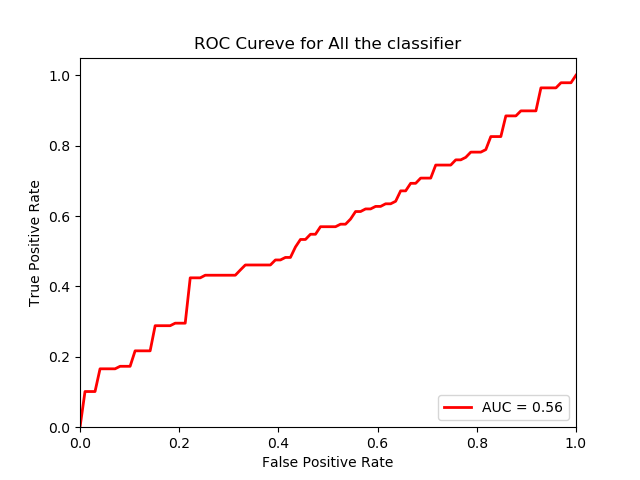 ROC Cureve for All the classifier
1.0
0.8
0.6
0.4
0.2
0.0
True Positive Rate
AUC = 0.56
0.0 0.2 0.4 0.6 0.8 1.0
False Positive Rate